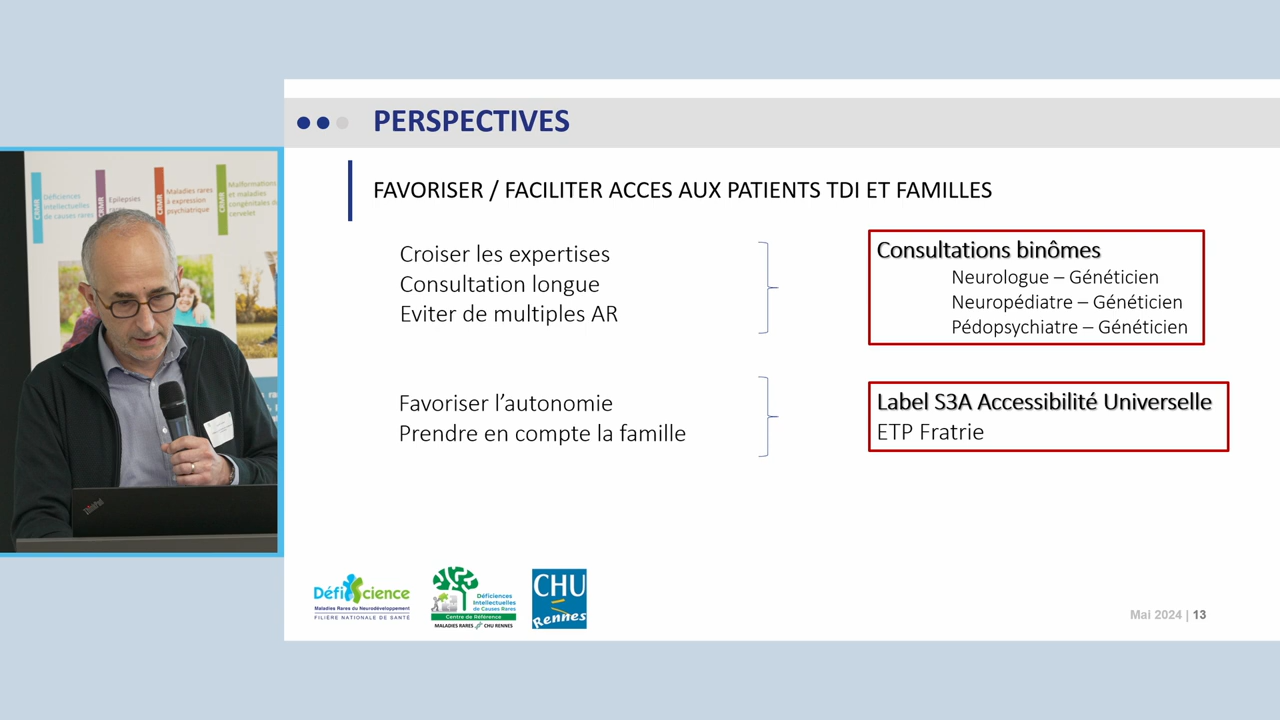 PERSPECTIVES
FAVORISER / FACILITER ACCES AUX PATIENTS TDI ET FAMILLES
Croiser les expertises
Consultation longue
Eviter de multiples AR
Consultations binômes
Neurologue – Généticien
Neuropédiatre – Généticien
Pédopsychiatre – Généticien
Favoriser l'autonomie
Prendre en compte la famille
Label S3A Accessibilité Universelle
ETP Fratrie
DéfiScience
Maladies Rares du Neurodéveloppement
FILIÈRE NATIONALE DE SANTÉ
Déficiences
Intellectuelles
de Causes Rares
Centre de Référence
MALADIES RARES CHU RENNES
CHU
Rennes
Mai 2024 | 13
CRMR
Déficiences
intellectuelles
de causes rares
CRMR
Epilepsies
CRMR
Maladies rares
à expression
psychiatrique
CRMR
Malformations
et maladies
congénitales du
cervelet
ThinkPad